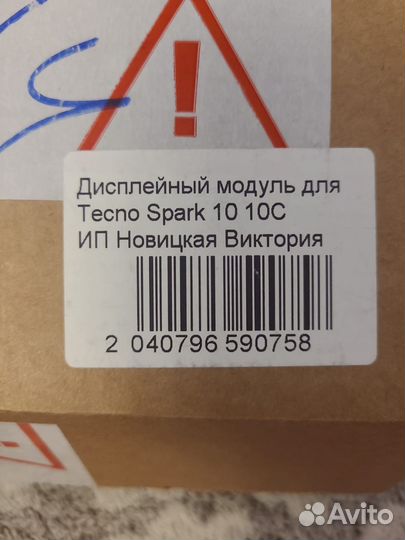 Дисплейный модуль для
Tecno Spark 10 10C
ИП Новицкая Виктория
2 040796 590758
Avito